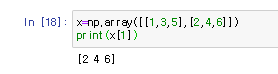 In [18]: x=np.array([[1,3,5],[2,4,6]])
print(x[1])
[2 4 6]